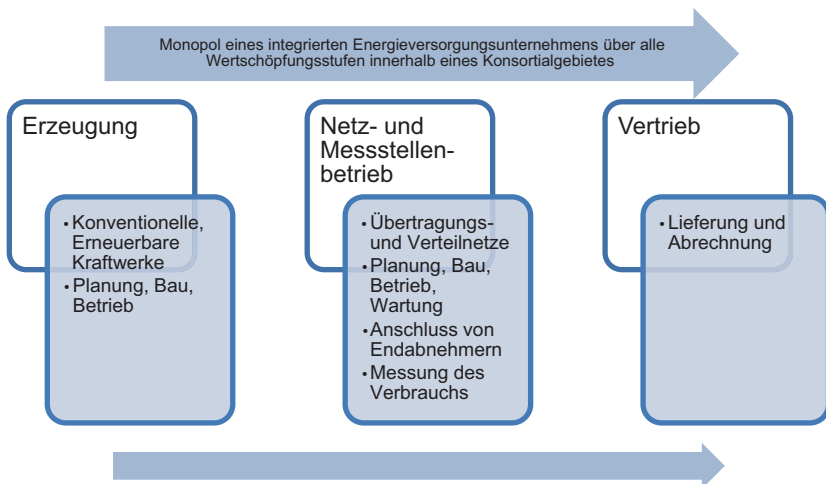 Monopol eines integrierten Energieversorgungsunternehmens über alle
Wertschöpfungsstufen innerhalb eines Konsortialgebietes
Erzeugung
• Konventionelle,
Erneuerbare
Kraftwerke
• Planung, Bau,
Betrieb
Netz- und
Messstellen-
betrieb
• Übertragungs-
und Verteilnetze
• Planung, Bau,
Betrieb,
Wartung
• Anschluss von
Endabnehmern
• Messung des
Verbrauchs
Vertrieb
• Lieferung und
Abrechnung